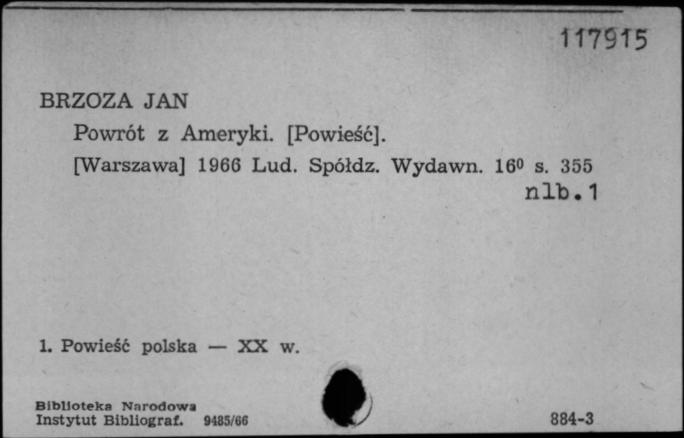 117915
BRZOZA JAN
Powrót z Ameryki. [Powieść].
[Warszawa] 1966 Lud. Spółdz. Wydawn. 16⁰ s. 355
nlb.1
1. Powieść polska — XX w.
Biblioteka Narodowa
Instytut Bibliograf. 9485/66
884-3